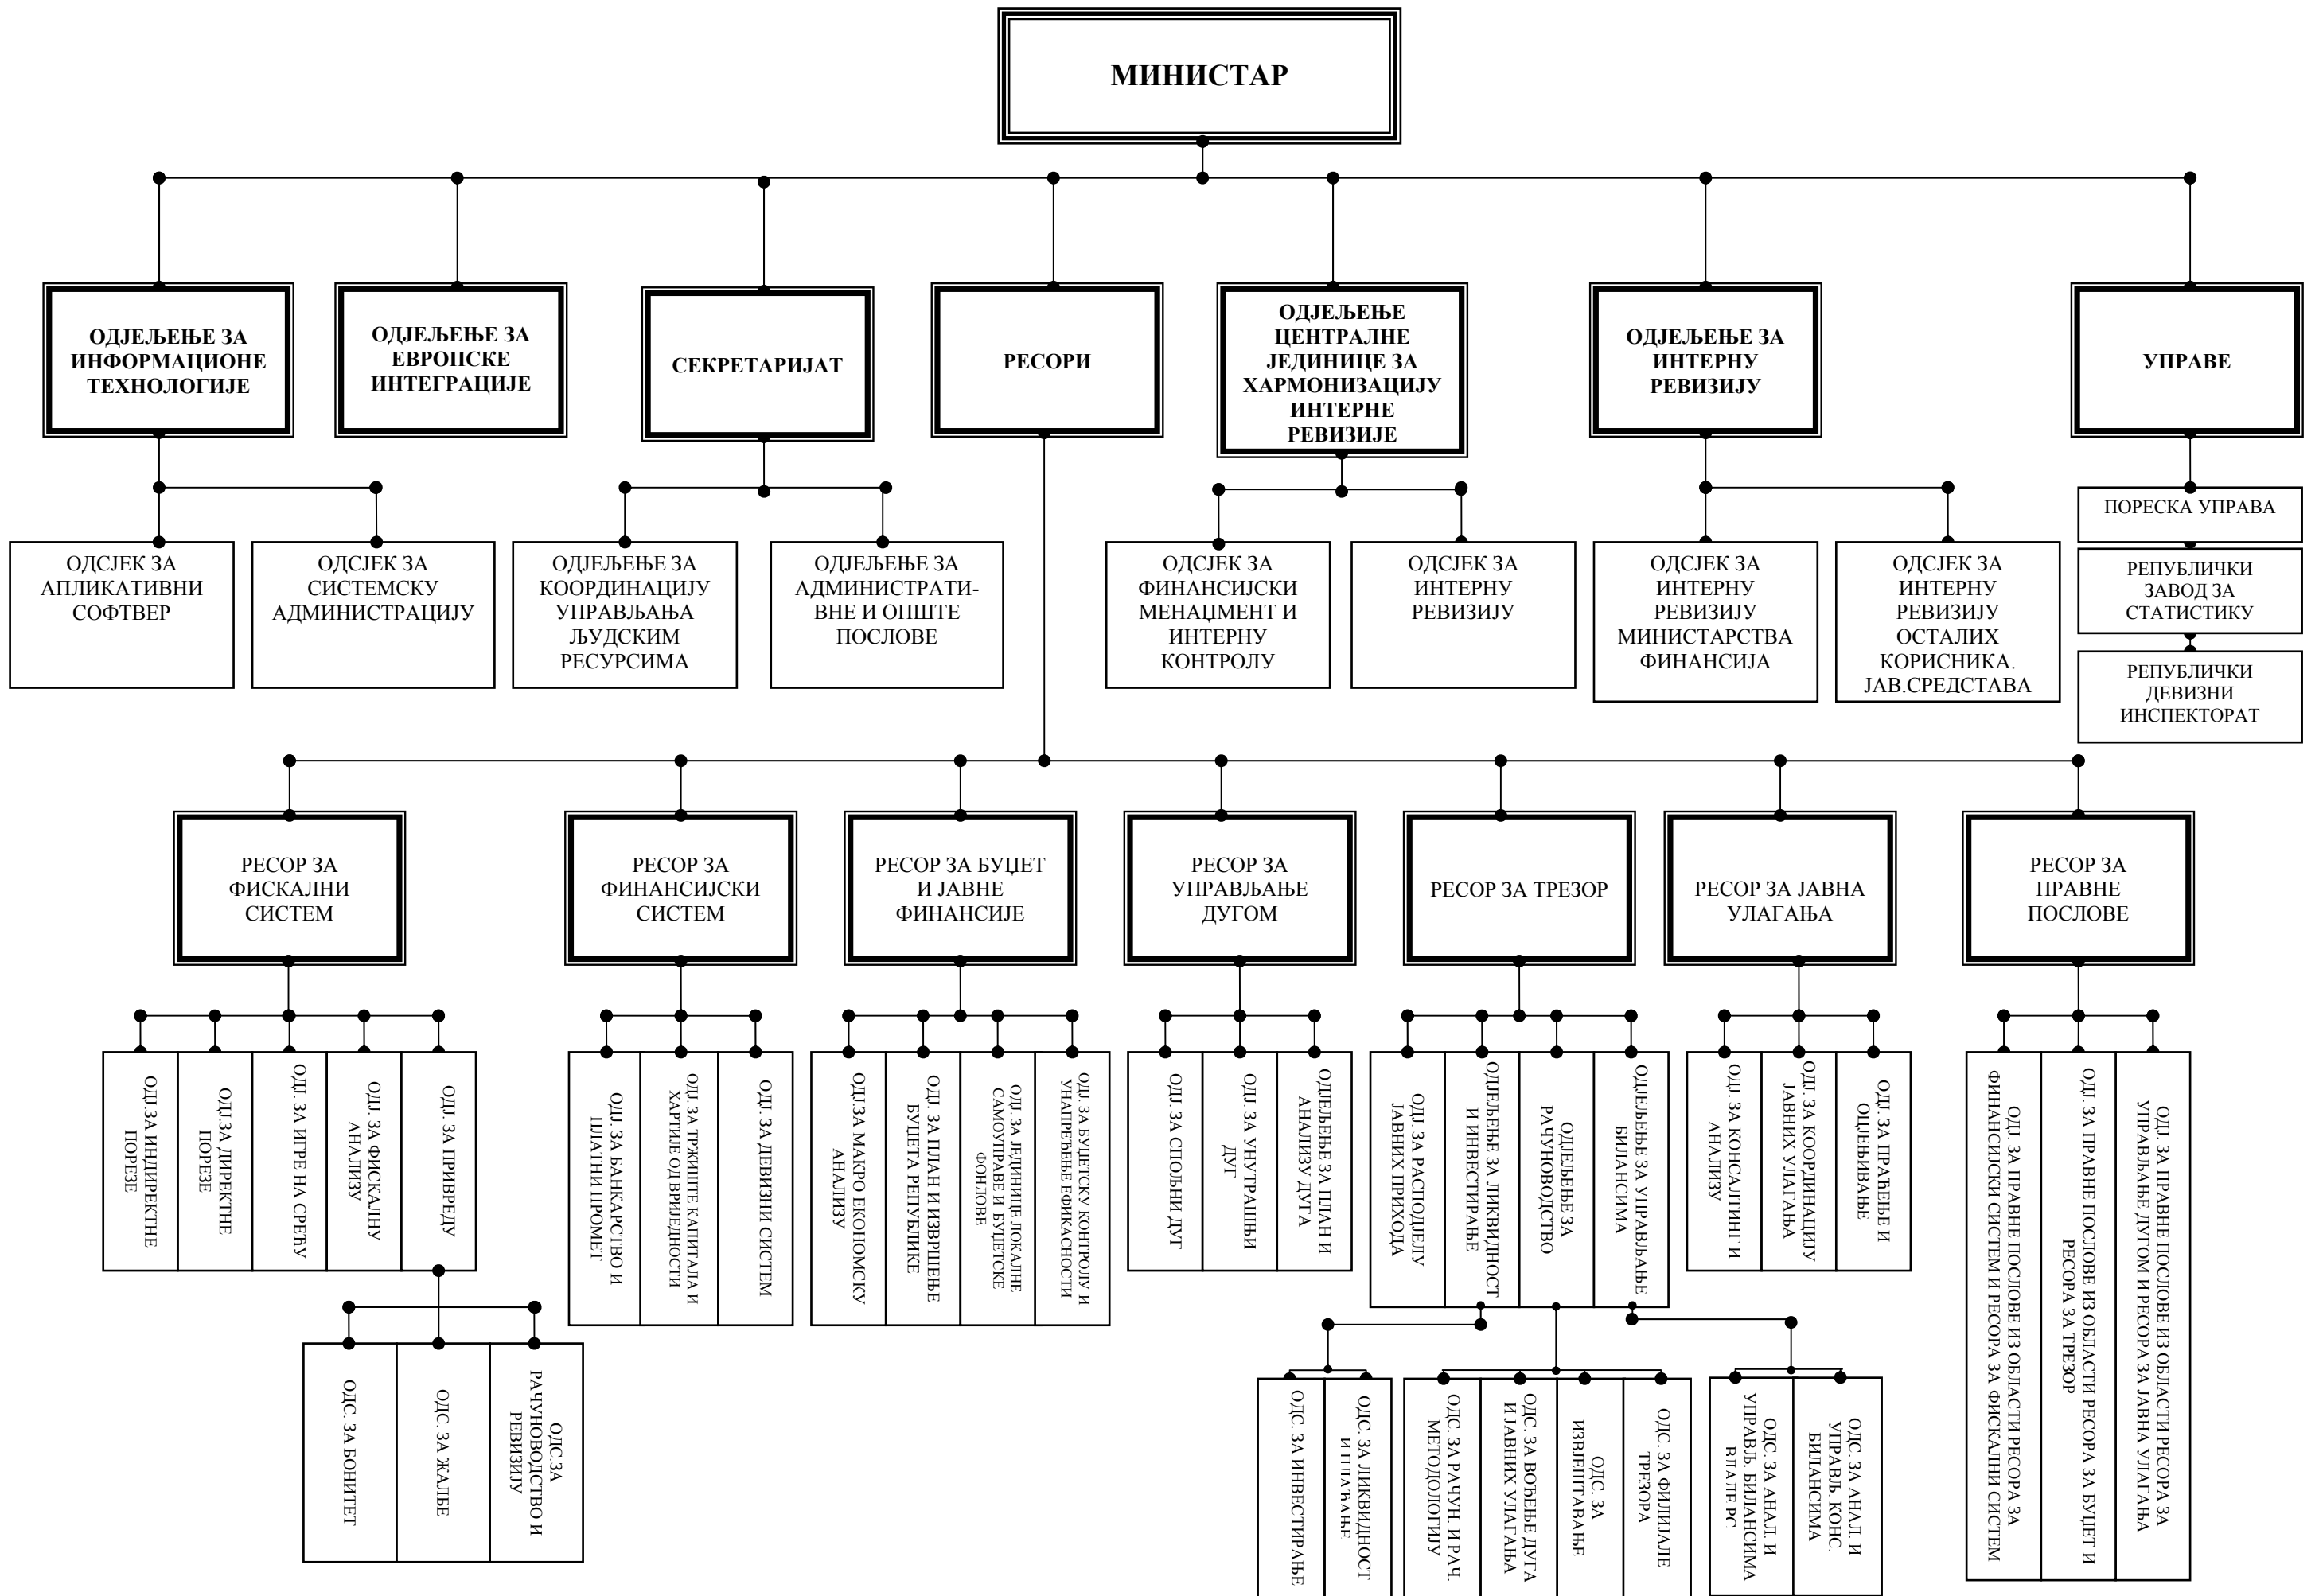 МИНИСТАР
ОДЈЕЉЕЊЕ ЗА
ИНФОРМАЦИОНЕ
ТЕХНОЛОГИЈЕ
ОДЈЕЉЕЊЕ ЗА
ЕВРОПСКЕ
ИНТЕГРАЦИЈЕ
СЕКРЕТАРИЈАТ
РЕСОРИ
ОДЈЕЉЕЊЕ
ЦЕНТРАЛНЕ
ЈЕДИНИЦЕ ЗА
ХАРМОНИЗАЦИЈУ
ИНТЕРНЕ
РЕВИЗИЈЕ
ОДЈЕЉЕЊЕ ЗА
ИНТЕРНУ
РЕВИЗИЈУ
УПРАВЕ
ОДСЈЕК ЗА
АПЛИКАТИВНИ
СОФТВЕР
ОДСЈЕК ЗА
СИСТЕМСКУ
АДМИНИСТРАЦИЈУ
ОДЈЕЉЕЊЕ ЗА
КООРДИНАЦИЈУ
УПРАВЉАЊА
ЉУДСКИМ
РЕСУРСИМА
ОДЈЕЉЕЊЕ ЗА
АДМИНИСТРАТИ-
ВНЕ И ОПШТЕ
ПОСЛОВЕ
ОДСЈЕК ЗА
ФИНАНСИЈСКИ
МЕНАЏМЕНТ И
ИНТЕРНУ
КОНТРОЛУ
ОДСЈЕК ЗА
ИНТЕРНУ
РЕВИЗИЈУ
ОДСЈЕК ЗА
ИНТЕРНУ
РЕВИЗИЈУ
МИНИСТАРСТВА
ФИНАНСИЈА
ОДСЈЕК ЗА
ИНТЕРНУ
РЕВИЗИЈУ
ОСТАЛИХ
КОРИСНИКА.
ЈАВ.СРЕДСТАВА
ПОРЕСКА УПРАВА
РЕПУБЛИЧКИ
ЗАВОД ЗА
СТАТИСТИКУ
РЕПУБЛИЧКИ
ДЕВИЗНИ
ИНСПЕКТОРАТ
РЕСОР ЗА
ФИСКАЛНИ
СИСТЕМ
РЕСОР ЗА
ФИНАНСИЈСКИ
СИСТЕМ
РЕСОР ЗА БУЏЕТ
И ЈАВНЕ
ФИНАНСИЈЕ
РЕСОР ЗА
УПРАВЉАЊЕ
ДУГОМ
РЕСОР ЗА ТРЕЗОР
РЕСОР ЗА ЈАВНА
УЛАГАЊА
РЕСОР ЗА
ПРАВНЕ
ПОСЛОВЕ
ОДЈ.ЗА ИНДИРЕКТНЕ
ПОРЕЗЕ
ОДЈ.ЗА ДИРЕКТНЕ
ПОРЕЗЕ
ОДЈ. ЗА ИГРЕ НА СРЕЋУ
ОДЈ. ЗА ФИСКАЛНУ
АНАЛИЗУ
ОДЈ. ЗА ПРИВРЕДУ
ОДЈ. ЗА БАНКАРСТВО И
ПЛАТНИ ПРОМЕТ
ОДЈ. ЗА ТРЖИШТЕ КАПИТАЛА И
ХАРТИЈЕ ОД ВРИЈЕДНОСТИ
ОДЈ. ЗА ДЕВИЗНИ СИСТЕМ
ОДЈ.ЗА МАКРО ЕКОНОМСКУ
АНАЛИЗУ
ОДЈ. ЗА ПЛАН И ИЗВРШЕЊЕ
БУЏЕТА РЕПУБЛИКЕ
ОДЈ. ЗА ЈЕДИНИЦЕ ЛОКАЛНЕ
САМОУПРАВЕ И БУЏЕТСКЕ
ФОНДОВЕ
ОДЈ. ЗА БУЏЕТСКУ КОНТРОЛУ И
УНАПРЕЂЕЊЕ ЕФИКАСНОСТИ
ОДЈ. ЗА СПОЉНИ ДУГ
ОДЈ. ЗА УНУТРАШЊИ
ДУГ
ОДЈЕЉЕЊЕ ЗА ПЛАН И
АНАЛИЗУ ДУГА
ОДЈ. ЗА РАСПОДЈЕЛУ
ЈАВНИХ ПРИХОДА
ОДЈЕЉЕЊЕ ЗА ЛИКВИДНОСТ
И ИНВЕСТИРАЊЕ
ОДЈЕЉЕЊЕ ЗА
РАЧУНОВОДСТВО
ОДЈЕЉЕЊЕ ЗА УПРАВЉАЊЕ
БИЛАНСИМА
ОДЈ. ЗА КОНСАЛТИНГ И
АНАЛИЗУ
ОДЈ. ЗА КООРДИНАЦИЈУ
ЈАВНИХ УЛАГАЊА
ОДЈ. ЗА ПРАЋЕЊЕ И
ОЦЈЕЊИВАЊЕ
ОДЈ. ЗА ПРАВНЕ ПОСЛОВЕ ИЗ ОБЛАСТИ РЕСОРА ЗА
ФИНАНСИЈСКИ СИСТЕМ И РЕСОРА ЗА ФИСКАЛНИ СИСТЕМ
ОДЈ. ЗА ПРАВНЕ ПОСЛОВЕ ИЗ ОБЛАСТИ РЕСОРА ЗА БУЏЕТ И
РЕСОРА ЗА ТРЕЗОР
ОДЈ. ЗА ПРАВНЕ ПОСЛОВЕ ИЗ ОБЛАСТИ РЕСОРА ЗА
УПРАВЉАЊЕ ДУГОМ И РЕСОРА ЗА ЈАВНА УЛАГАЊА
ОДС. ЗА БОНИТЕТ
ОДС. ЗА ЖАЛБЕ
ОДС.ЗА
РАЧУНОВОДСТВО И
РЕВИЗИЈУ
ОДС. ЗА ИНВЕСТИРАЊЕ
ОДС. ЗА ЛИКВИДНОСТ
И ПЛАЋАЊЕ
ОДС. ЗА РАЧУН. И РАЧ.
МЕТОДОЛОГИЈУ
ОДС. ЗА ВОЂЕЊЕ ДУГА
И ЈАВНИХ УЛАГАЊА
ОДС. ЗА
ИЗВЈЕШТАВАЊЕ
ОДС. ЗА ФИЛИЈАЛЕ
ТРЕЗОРА
ОДС. ЗА АНАЛ. И
УПРАВЉ. БИЛАНСИМА
ВЛАДЕ РС
ОДС. ЗА АНАЛ. И
УПРАВЉ. КОНС.
БИЛАНСИМА